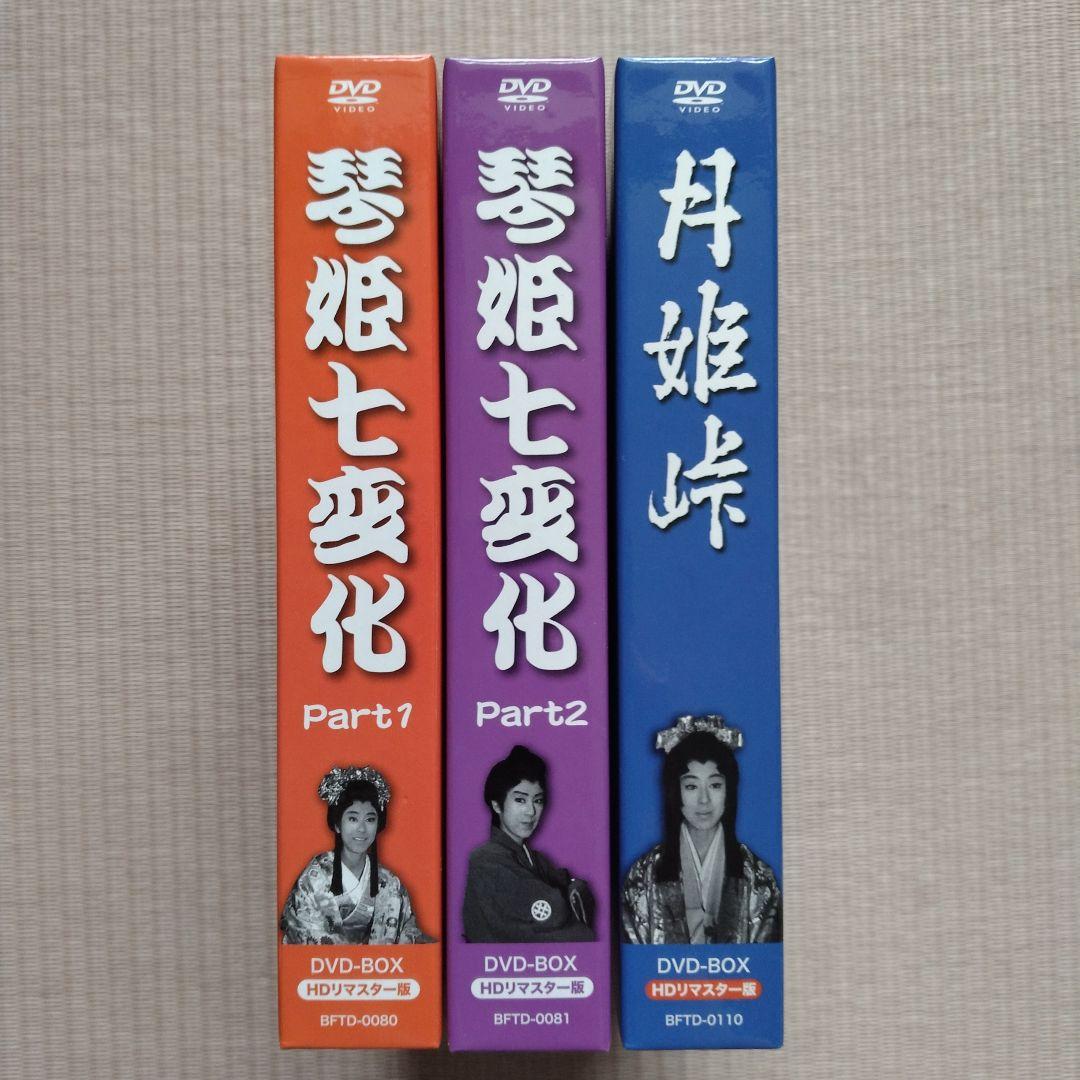 DVD
VIDEO
琴姫七変化
Part1
DVD-BOX
HDリマスター版
BFTD-0080
DVD
VIDEO
琴姫七変化
Part2
DVD-BOX
HDリマスター版
BFTD-0081
DVD
VIDEO
月姫峠
DVD-BOX
HDリマスター版
BFTD-0110